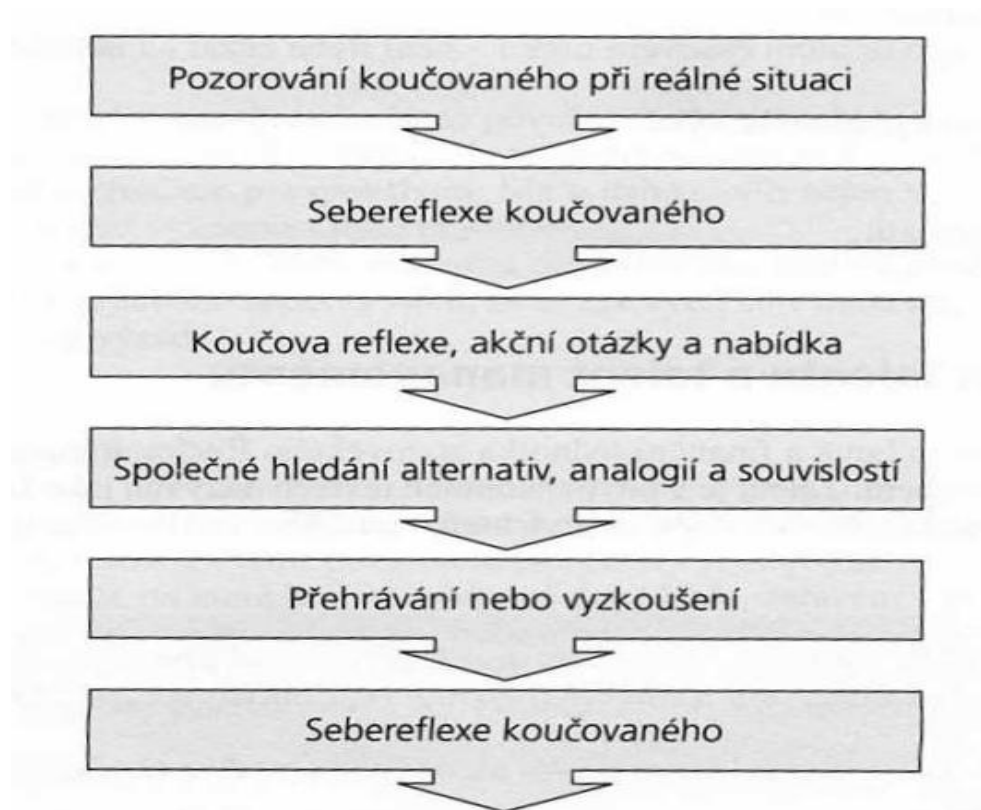 Pozorování koučovaného při reálné situaci
Sebereflexe koučovaného
Koučova reflexe, akční otázky a nabídka
Společné hledání alternativ, analogií a souvislostí
Přehrávání nebo vyzkoušení
Sebereflexe koučovaného